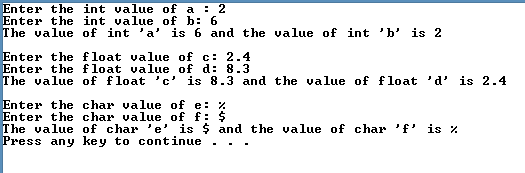 Enter the int value of a : 2
Enter the int value of b: 6
The value of int 'a' is 6 and the value of int 'b' is 2
Enter the float value of c: 2.4
Enter the float value of d: 8.3
The value of float 'c' is 8.3 and the value of float 'd' is 2.4
Enter the char value of e: %
Enter the char value of f: $
The value of char 'e' is $ and the value of char 'f' is %
Press any key to continue . . .